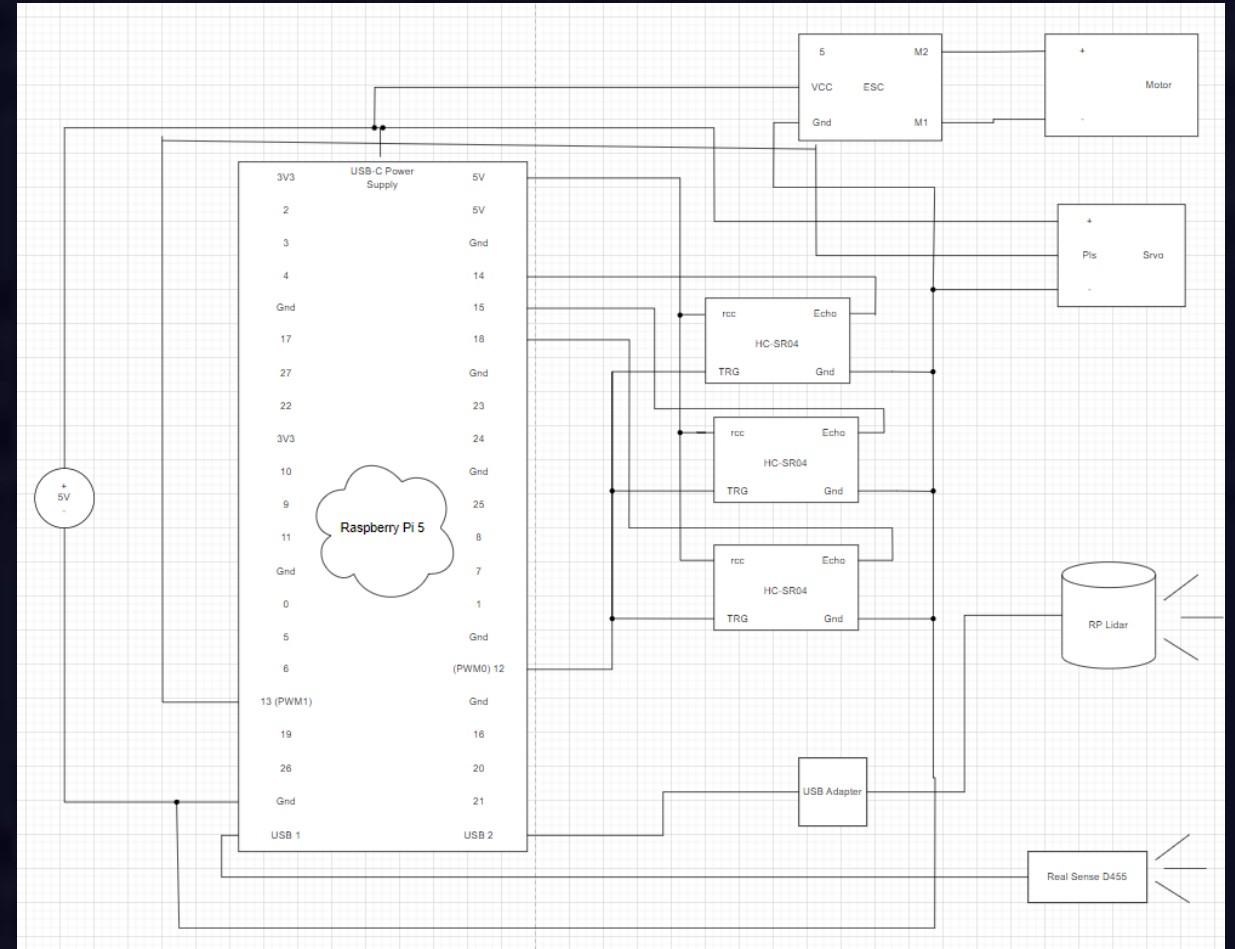 5 M2
VCC ESC
Gnd M1
+
Motor
-
USB-C Power
Supply
3V3 5V
2 5V
3 Gnd
4 14
Gnd 15
17 18
27 Gnd
22 23
3V3 24
10 Gnd
9 25
11 8
Gnd 7
0 1
5 Gnd
6 (PWM0) 12
13 (PWM1) Gnd
19 16
26 20
Gnd 21
USB 1 USB 2
Raspberry Pi 5
+
5V
-
+
Pls Srvo
-
rcc Echo
HC-SR04
TRG Gnd
rcc Echo
HC-SR04
TRG Gnd
rcc Echo
HC-SR04
TRG Gnd
RP Lidar
USB Adapter
Real Sense D455